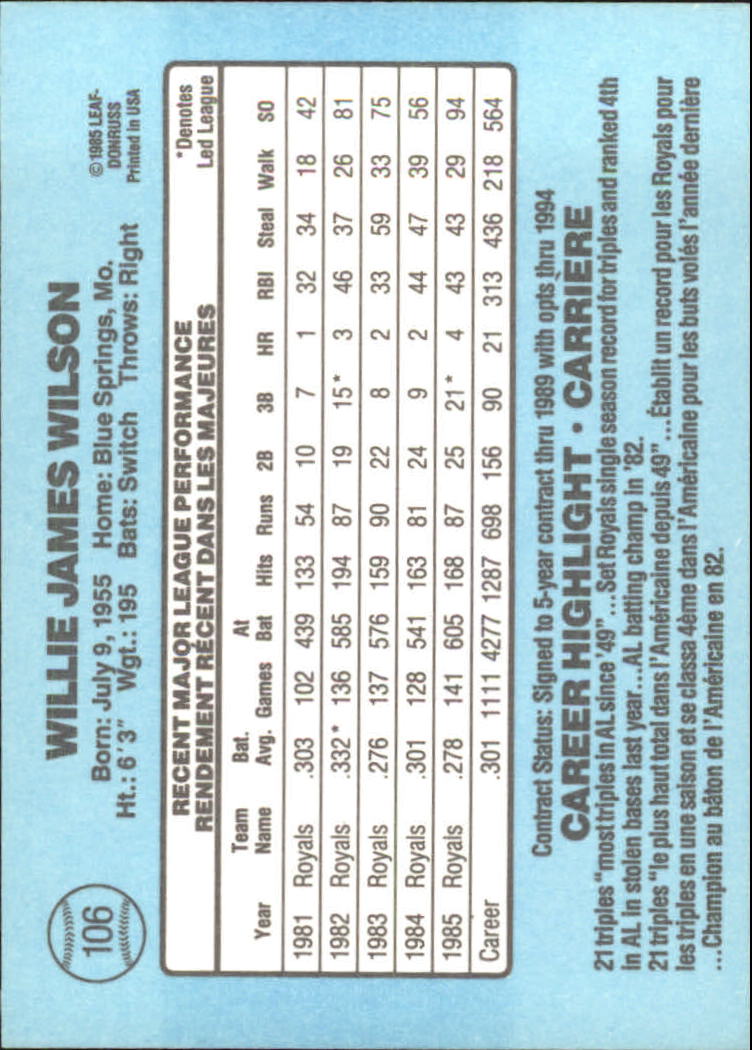 106
WILLIE JAMES WILSON
Born: July 9, 1955 Home: Blue Springs, Mo.
Ht.: 6'3" Wgt.: 195 Bats: Switch Throws: Right
©1985 LEAF-
DONRUSS
Printed in USA
RECENT MAJOR LEAGUE PERFORMANCE
RENDEMENT RÉCENT DANS LES MAJEURES
*Denotes
Led League
Year Team Name Bat. Avg. Games At Bat Hits Runs 2B 3B HR RBI Steal Walk SO
1981 Royals .303 102 439 133 54 10 7 1 32 34 18 42
1982 Royals .332* 136 585 194 87 19 15* 3 46 37 26 81
1983 Royals .276 137 576 159 90 22 8 2 33 59 33 75
1984 Royals .301 128 541 163 81 24 9 2 44 47 39 56
1985 Royals .278 141 605 168 87 25 21* 4 43 43 29 94
Career .301 1111 4277 1287 698 156 90 21 313 436 218 564
Contract Status: Signed to 5-year contract thru 1989 with opts thru 1994
CAREER HIGHLIGHT • CARRIÈRE
21 triples "most triples in AL since '49" ...Set Royals single season record for triples and ranked 4th
in AL in stolen bases last year...AL batting champ in '82.
21 triples "le plus haut total dans l'Américaine depuis 49" ...Établit un record pour les Royals pour
les triples en une saison et se classa 4ème dans l'Américaine pour les buts volés l'année dernière
...Champion au bâton de l'Américaine en 82.